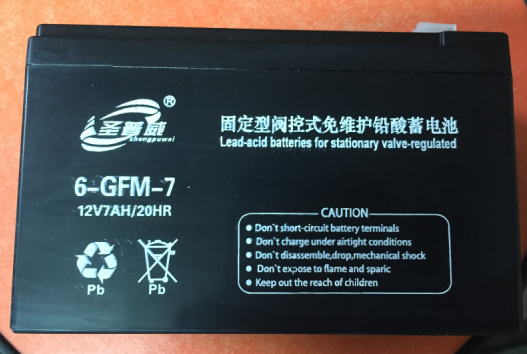 圣普威®
shengpuwei
固定型阀控式免维护铅酸蓄电池
Lead-acid batteries for stationary valve-regulated
6-GFM-7
12V7AH/20HR
CAUTION
Don`t short-circuit battery terminals
Don`t charge under airtight conditions
Don`t disassemble,drop,mechanical shock
Don`t expose to flame and sparic
Keep out the reach of children
Pb
Pb